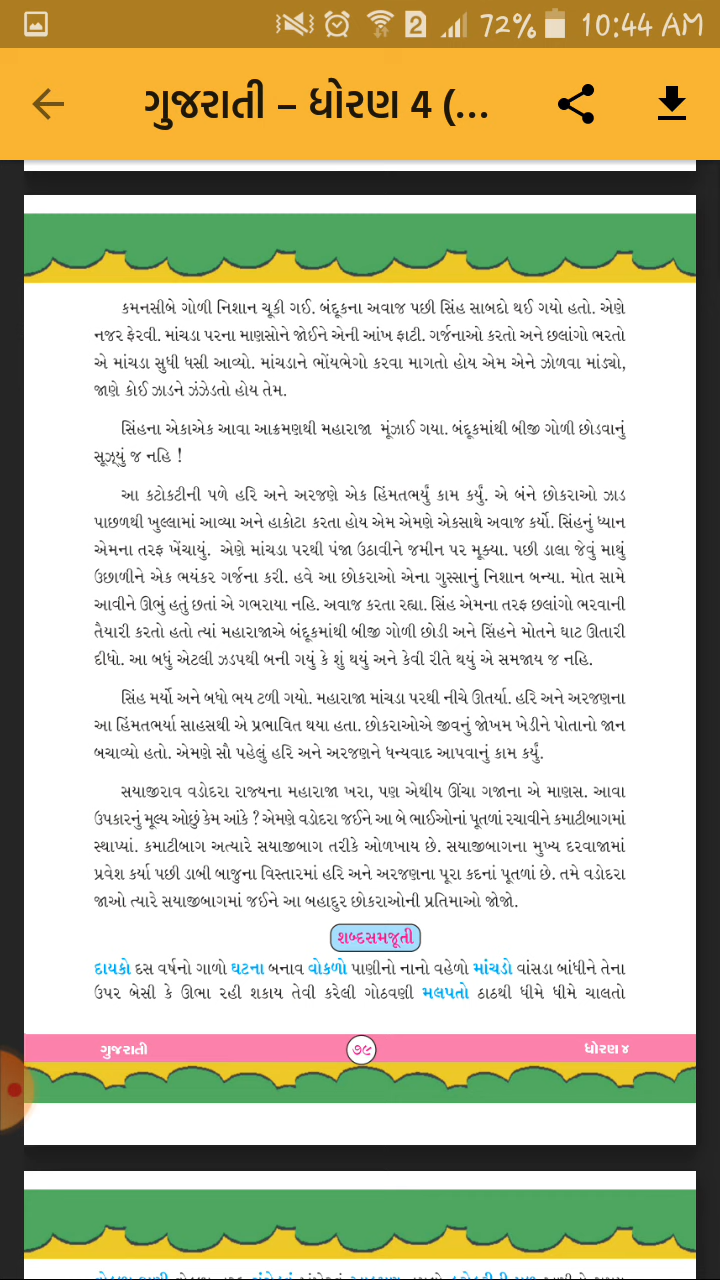 2 72% 10:44 AM
ગુજરાતી – ધોરણ 4 (...
કમનસીબે ગોળી નિશાન ચૂકી ગઈ. બંદૂકના અવાજ પછી સિંહ સાબદો થઈ ગયો હતો. એણે
નજર ફેરવી. માંચડા પરના માણસોને જોઈને એની આંખ ફાટી. ગર્જનાઓ કરતો અને છલાંગો ભરતો
એ માંચડા સુધી ધસી આવ્યો. માંચડાને ભોંયભેગો કરવા માગતો હોય એમ એને ઝોળવા માંડ્યો,
જાણે કોઈ ઝાડને ઝંઝેડતો હોય તેમ.
સિંહના એકાએક આવા આક્રમણથી મહારાજા મૂંઝાઈ ગયા. બંદૂકમાંથી બીજી ગોળી છોડવાનું
સૂઝ્યું જ નહિ !
આ કટોકટીની પળે હરિ અને અરજણે એક હિંમતભર્યું કામ કર્યું. એ બંને છોકરાઓ ઝાડ
પાછળથી ખુલ્લામાં આવ્યા અને હાકોટા કરતા હોય એમ એમણે એકસાથે અવાજ કર્યો. સિંહનું ધ્યાન
એમના તરફ ખેંચાયું. એણે માંચડા પરથી પંજા ઉઠાવીને જમીન પર મૂક્યા. પછી ડાલા જેવું માથું
ઉછાળીને એક ભયંકર ગર્જના કરી. હવે આ છોકરાઓ એના ગુસ્સાનું નિશાન બન્યા. મોત સામે
આવીને ઊભું હતું છતાં એ ગભરાયા નહિ. અવાજ કરતા રહ્યા. સિંહ એમના તરફ છલાંગો ભરવાની
તૈયારી કરતો હતો ત્યાં મહારાજાએ બંદૂકમાંથી બીજી ગોળી છોડી અને સિંહને મોતને ઘાટ ઊતારી
દીધો. આ બધું એટલી ઝડપથી બની ગયું કે શું થયું અને કેવી રીતે થયું એ સમજાય જ નહિ.
સિંહ મર્યો અને બધો ભય ટળી ગયો. મહારાજા માંચડા પરથી નીચે ઊતર્યા. હરિ અને અરજણના
આ હિંમતભર્યા સાહસથી એ પ્રભાવિત થયા હતા. છોકરાઓએ જીવનું જોખમ ખેડીને પોતાનો જાન
બચાવ્યો હતો. એમણે સૌ પહેલું હરિ અને અરજણને ધન્યવાદ આપવાનું કામ કર્યું.
સયાજીરાવ વડોદરા રાજ્યના મહારાજા ખરા, પણ એથીય ઊંચા ગજાના એ માણસ. આવા
ઉપકારનું મૂલ્ય ઓછું કેમ આંકે ? એમણે વડોદરા જઈને આ બે ભાઈઓનાં પૂતળાં રચાવીને કમાટીબાગમાં
સ્થાપ્યાં. કમાટીબાગ અત્યારે સયાજીબાગ તરીકે ઓળખાય છે. સયાજીબાગના મુખ્ય દરવાજામાં
પ્રવેશ કર્યા પછી ડાબી બાજુના વિસ્તારમાં હરિ અને અરજણના પૂરા કદનાં પૂતળાં છે. તમે વડોદરા
જાઓ ત્યારે સયાજીબાગમાં જઈને આ બહાદુર છોકરાઓની પ્રતિમાઓ જોજો.
શબ્દસમજૂતી
દાયકો દસ વર્ષનો ગાળો ઘટના બનાવ વોકળો પાણીનો નાનો વહેળો માંચડો વાંસડા બાંધીને તેના
ઉપર બેસી કે ઊભા રહી શકાય તેવી કરેલી ગોઠવણી મલપતો ઠાઠથી ધીમે ધીમે ચાલતો
ગુજરાતી ૭૯ ધોરણ ૪